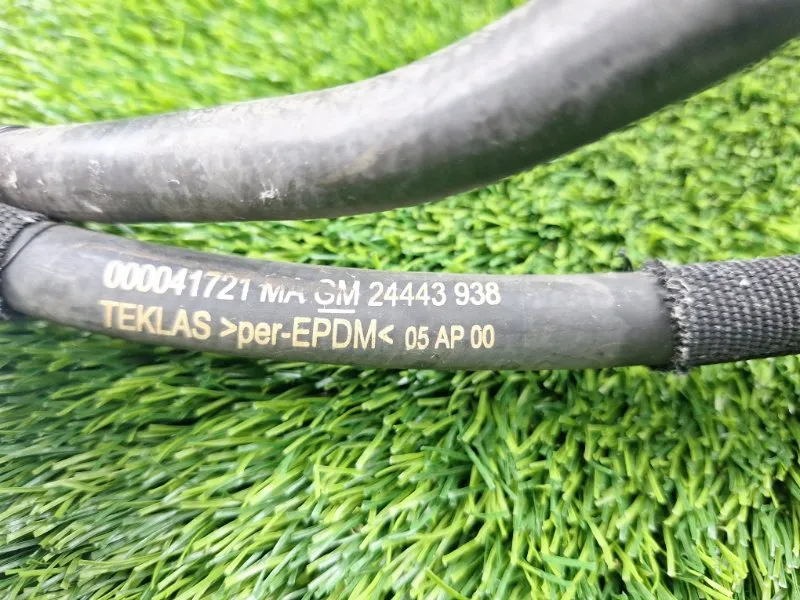 000041721 MA GM 24443 938
TEKLAS >per-EPDM< 05 AP 00